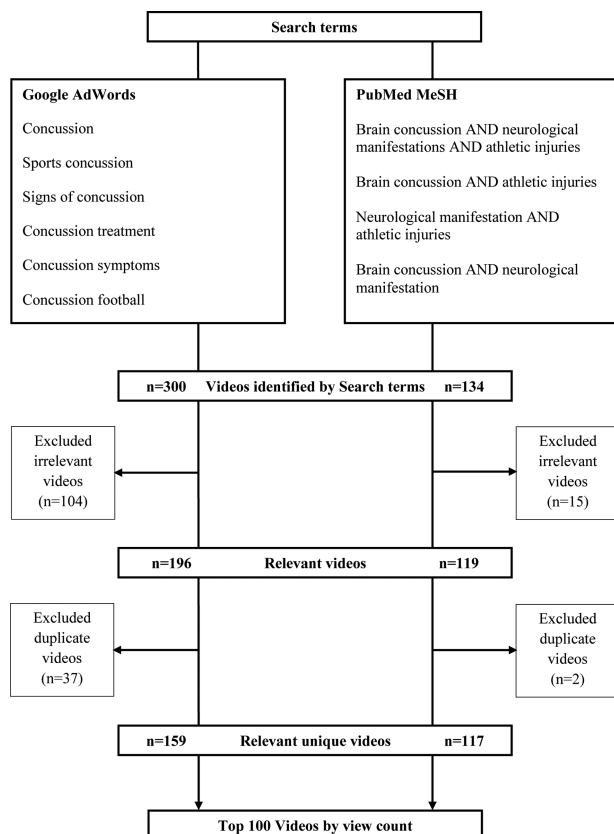 Search terms
Google AdWords
Concussion
Sports concussion
Signs of concussion
Concussion treatment
Concussion symptoms
Concussion football
PubMed MeSH
Brain concussion AND neurological
manifestations AND athletic injuries
Brain concussion AND athletic injuries
Neurological manifestation AND
athletic injuries
Brain concussion AND neurological
manifestation
n=300 Videos identified by Search terms n=134
Excluded
irrelevant
videos
(n=104)
Excluded
irrelevant
videos
(n=15)
n=196 Relevant videos n=119
Excluded
duplicate
videos
(n=37)
Excluded
duplicate
videos
(n=2)
n=159 Relevant unique videos n=117
Top 100 Videos by view count